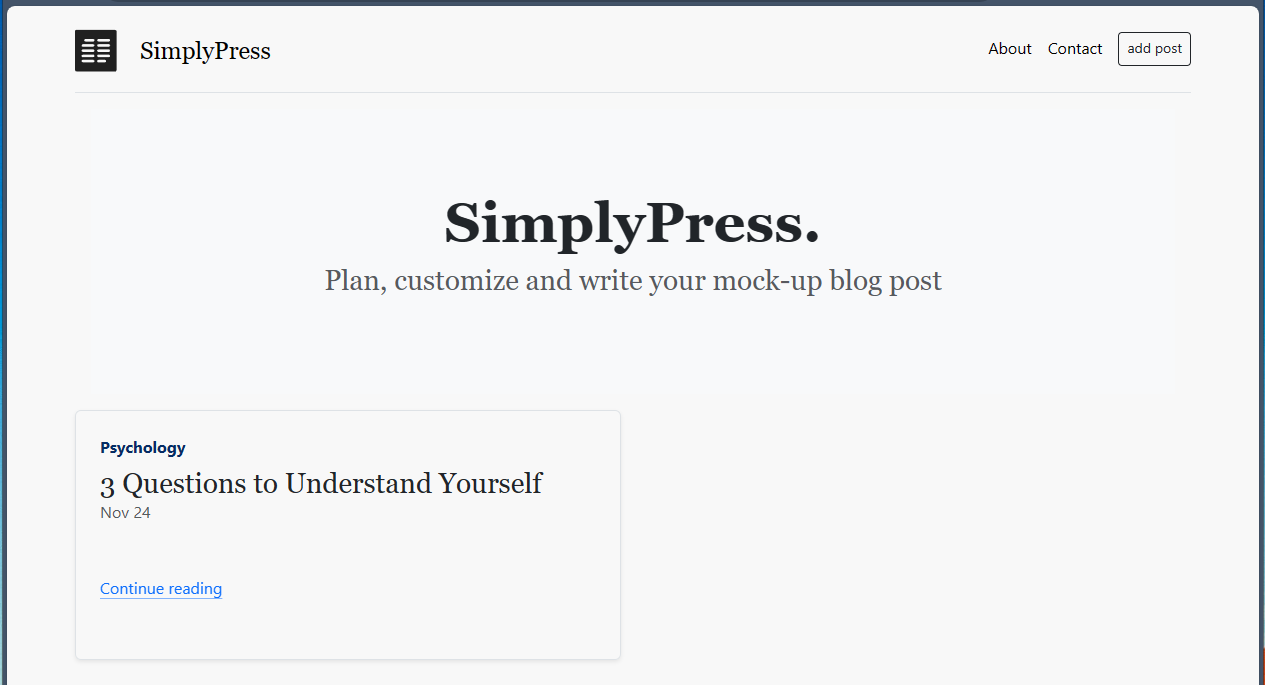 SimplyPress
About Contact add post
SimplyPress.
Plan, customize and write your mock-up blog post
Psychology
3 Questions to Understand Yourself
Nov 24
Continue reading